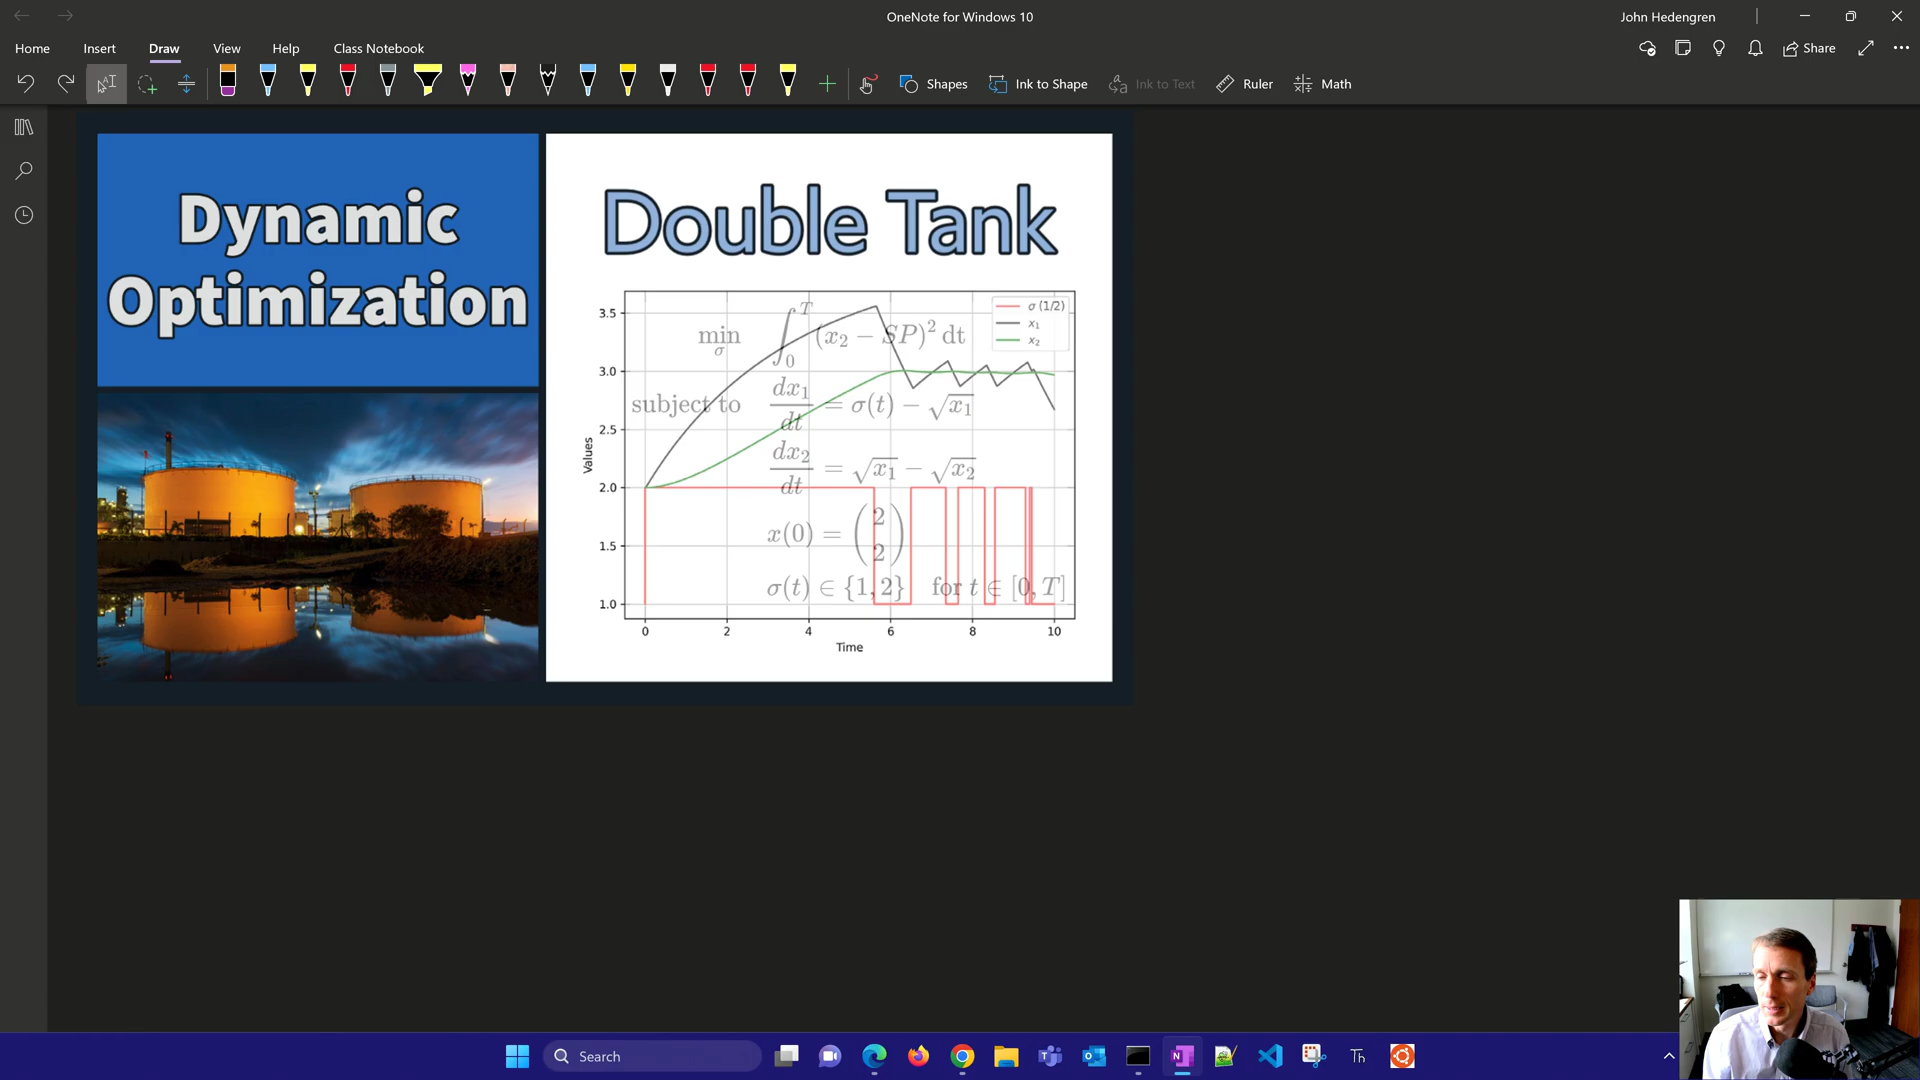 OneNote for Windows 10
John Hedengren
Home Insert Draw View Help Class Notebook
Share
Shapes Ink to Shape Ink to Text Ruler Math
Dynamic
Optimization
Double Tank
3.5
3.0
2.5
2.0
1.5
1.0
Values
0 2 4 6 8 10
Time
σ (1/2)
x₁
x₂
min σ ∫₀ᵀ (x₂ − SP)² dt
subject to dx₁/dt = σ(t) − √x₁
dx₂/dt = √x₁ − √x₂
x(0) = (2 2)
σ(t) ∈ {1, 2} for t ∈ [0, T]
Search
Th